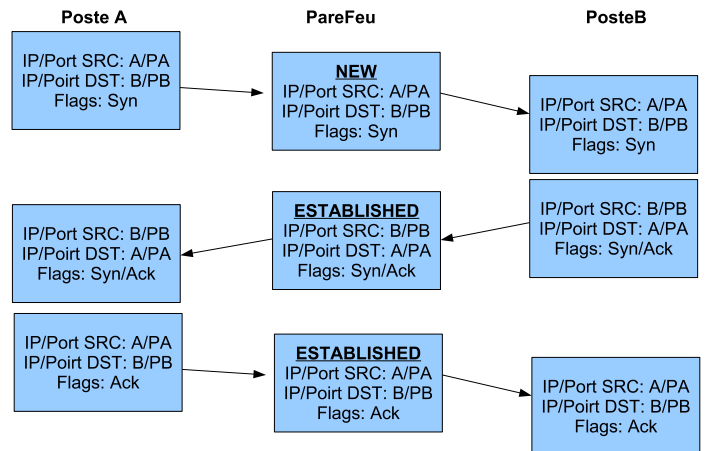 Poste A
PareFeu
PosteB
IP/Port SRC: A/PA
IP/Poirt DST: B/PB
Flags: Syn
NEW
IP/Port SRC: A/PA
IP/Poirt DST: B/PB
Flags: Syn
IP/Port SRC: A/PA
IP/Poirt DST: B/PB
Flags: Syn
IP/Port SRC: B/PB
IP/Poirt DST: A/PA
Flags: Syn/Ack
ESTABLISHED
IP/Port SRC: B/PB
IP/Poirt DST: A/PA
Flags: Syn/Ack
IP/Port SRC: B/PB
IP/Poirt DST: A/PA
Flags: Syn/Ack
IP/Port SRC: A/PA
IP/Poirt DST: B/PB
Flags: Ack
ESTABLISHED
IP/Port SRC: A/PA
IP/Poirt DST: B/PB
Flags: Ack
IP/Port SRC: A/PA
IP/Poirt DST: B/PB
Flags: Ack